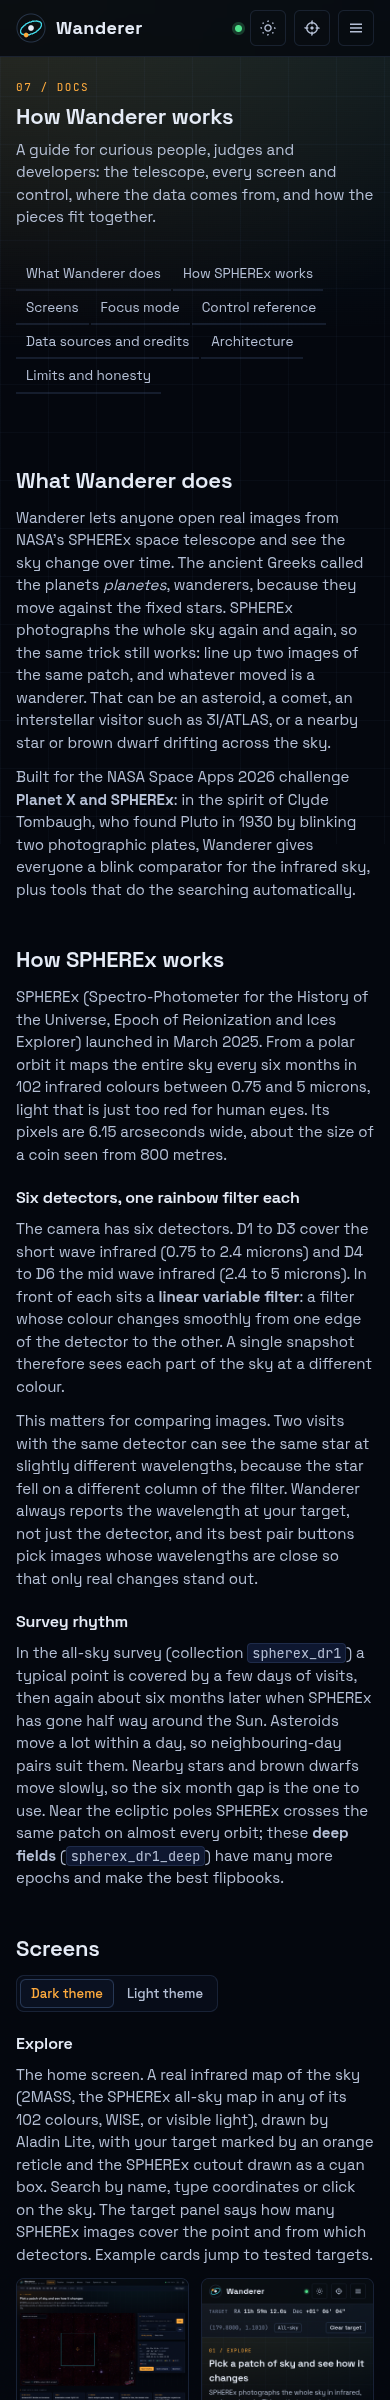 Wanderer
07 / DOCS
How Wanderer works
A guide for curious people, judges and
developers: the telescope, every screen and
control, where the data comes from, and how the
pieces fit together.
What Wanderer does How SPHEREx works
Screens Focus mode Control reference
Data sources and credits Architecture
Limits and honesty
What Wanderer does
Wanderer lets anyone open real images from
NASA's SPHEREx space telescope and see the
sky change over time. The ancient Greeks called
the planets planetes, wanderers, because they
move against the fixed stars. SPHEREx
photographs the whole sky again and again, so
the same trick still works: line up two images of
the same patch, and whatever moved is a
wanderer. That can be an asteroid, a comet, an
interstellar visitor such as 3I/ATLAS, or a nearby
star or brown dwarf drifting across the sky.
Built for the NASA Space Apps 2026 challenge
Planet X and SPHEREx: in the spirit of Clyde
Tombaugh, who found Pluto in 1930 by blinking
two photographic plates, Wanderer gives
everyone a blink comparator for the infrared sky,
plus tools that do the searching automatically.
How SPHEREx works
SPHEREx (Spectro-Photometer for the History of
the Universe, Epoch of Reionization and Ices
Explorer) launched in March 2025. From a polar
orbit it maps the entire sky every six months in
102 infrared colours between 0.75 and 5 microns,
light that is just too red for human eyes. Its
pixels are 6.15 arcseconds wide, about the size of
a coin seen from 800 metres.
Six detectors, one rainbow filter each
The camera has six detectors. D1 to D3 cover the
short wave infrared (0.75 to 2.4 microns) and D4
to D6 the mid wave infrared (2.4 to 5 microns). In
front of each sits a linear variable filter: a filter
whose colour changes smoothly from one edge
of the detector to the other. A single snapshot
therefore sees each part of the sky at a different
colour.
This matters for comparing images. Two visits
with the same detector can see the same star at
slightly different wavelengths, because the star
fell on a different column of the filter. Wanderer
always reports the wavelength at your target,
not just the detector, and its best pair buttons
pick images whose wavelengths are close so
that only real changes stand out.
Survey rhythm
In the all-sky survey (collection spherex_dr1) a
typical point is covered by a few days of visits,
then again about six months later when SPHEREx
has gone half way around the Sun. Asteroids
move a lot within a day, so neighbouring-day
pairs suit them. Nearby stars and brown dwarfs
move slowly, so the six month gap is the one to
use. Near the ecliptic poles SPHEREx crosses the
same patch on almost every orbit; these deep
fields (spherex_dr1_deep) have many more
epochs and make the best flipbooks.
Screens
Dark theme Light theme
Explore
The home screen. A real infrared map of the sky
(2MASS, the SPHEREx all-sky map in any of its
102 colours, WISE, or visible light), drawn by
Aladin Lite, with your target marked by an orange
reticle and the SPHEREx cutout drawn as a cyan
box. Search by name, type coordinates or click
on the sky. The target panel says how many
SPHEREx images cover the point and from which
detectors. Example cards jump to tested targets.
Wanderer
TARGET RA 11h 59m 12.0s Dec +01° 06' 04"
All-sky Clear target
01 / EXPLORE
Pick a patch of sky and see how it
changes
SPHEREx photographs the whole sky in infrared,